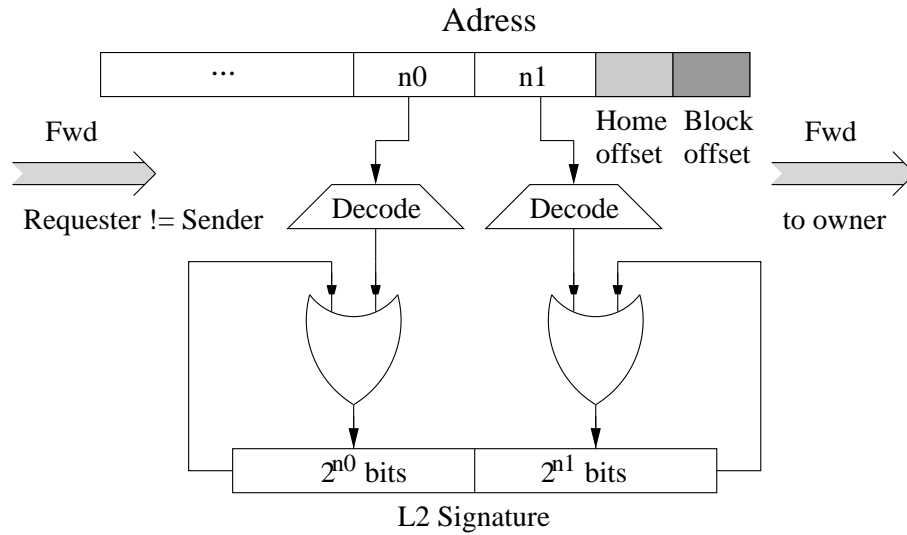 Adress
...
n0
n1
Home offset
Block offset
Fwd
Requester != Sender
Fwd
to owner
Decode
Decode
2^n0 bits
2^n1 bits
L2 Signature